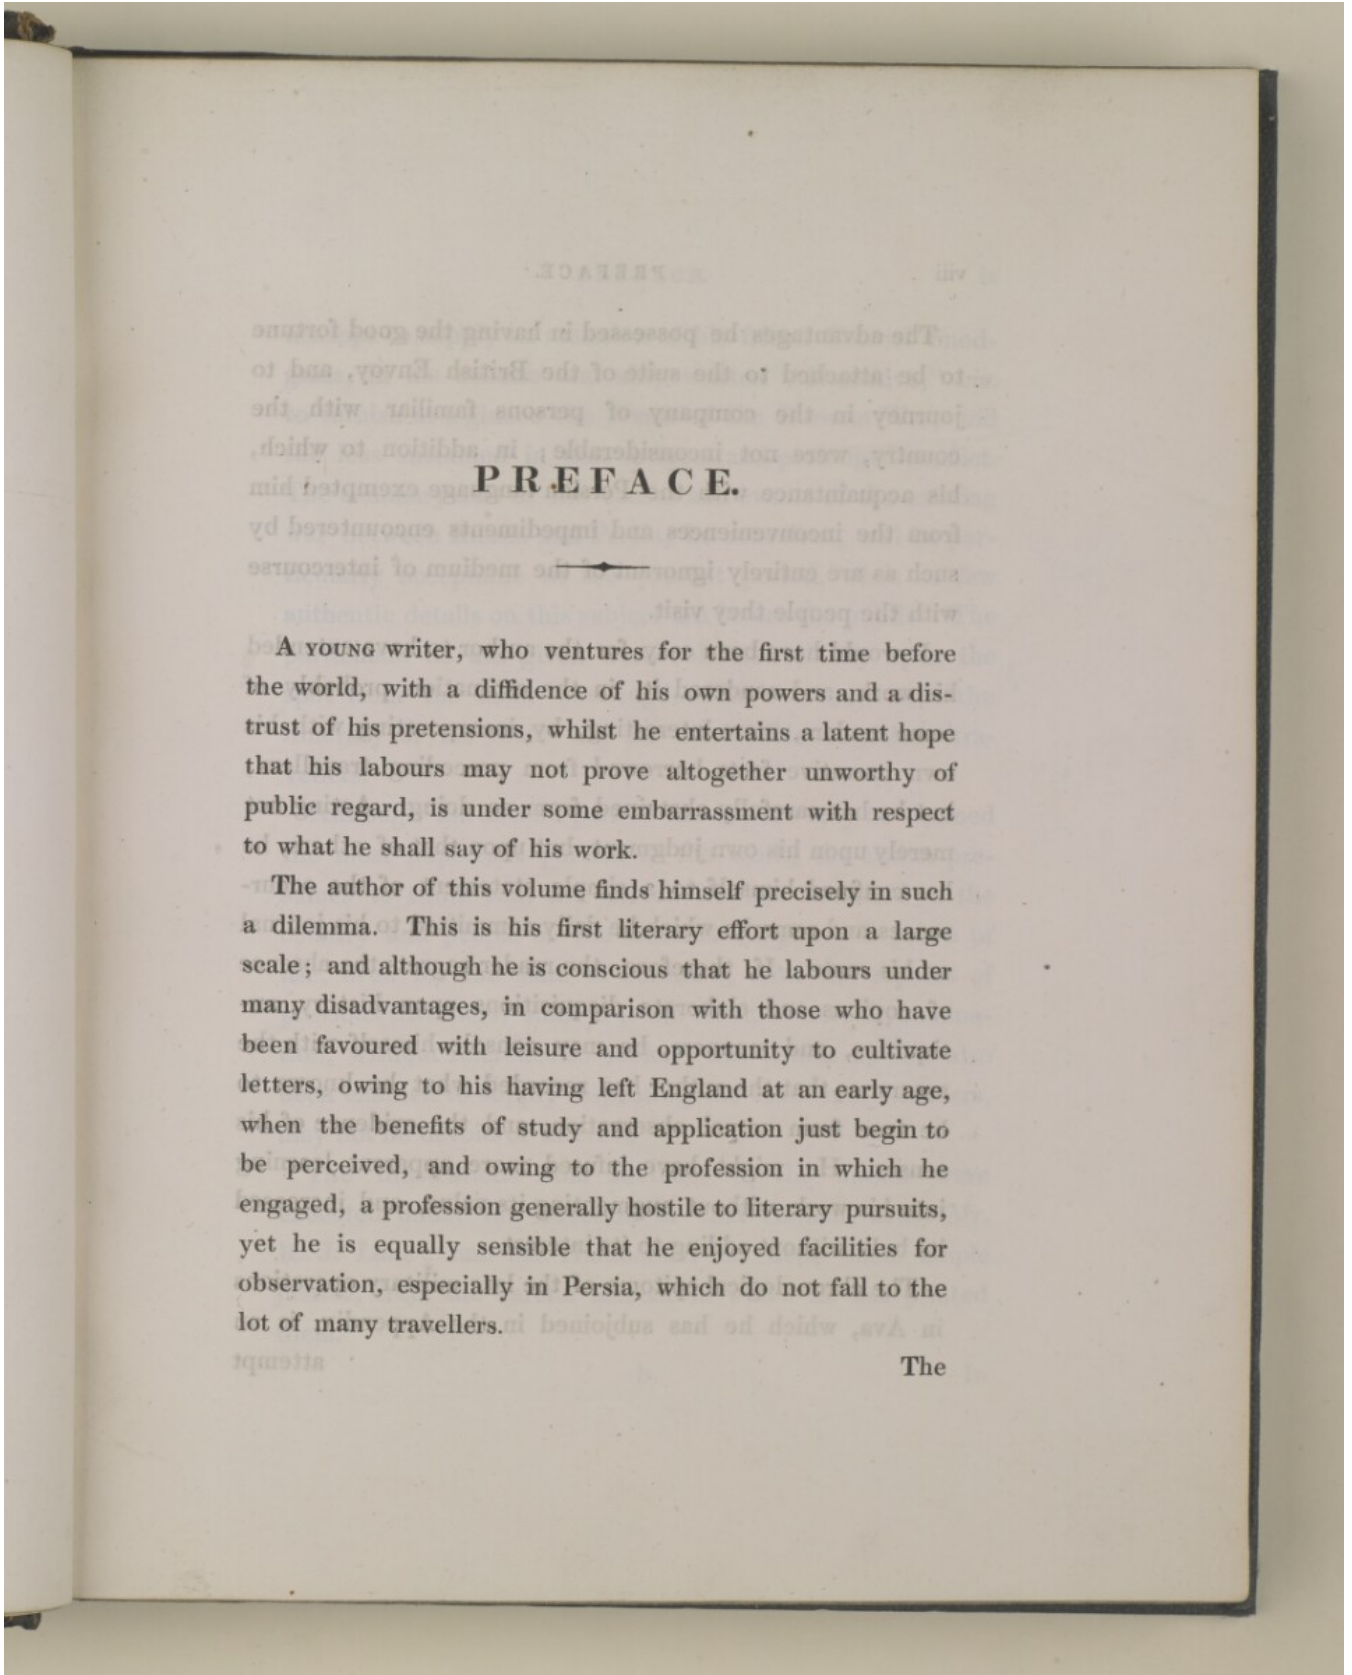 PREFACE.
A YOUNG writer, who ventures for the first time before
the world, with a diffidence of his own powers and a dis-
trust of his pretensions, whilst he entertains a latent hope
that his labours may not prove altogether unworthy of
public regard, is under some embarrassment with respect
to what he shall say of his work.
The author of this volume finds himself precisely in such
a dilemma. This is his first literary effort upon a large
scale; and although he is conscious that he labours under
many disadvantages, in comparison with those who have
been favoured with leisure and opportunity to cultivate
letters, owing to his having left England at an early age,
when the benefits of study and application just begin to
be perceived, and owing to the profession in which he
engaged, a profession generally hostile to literary pursuits,
yet he is equally sensible that he enjoyed facilities for
observation, especially in Persia, which do not fall to the
lot of many travellers.
The